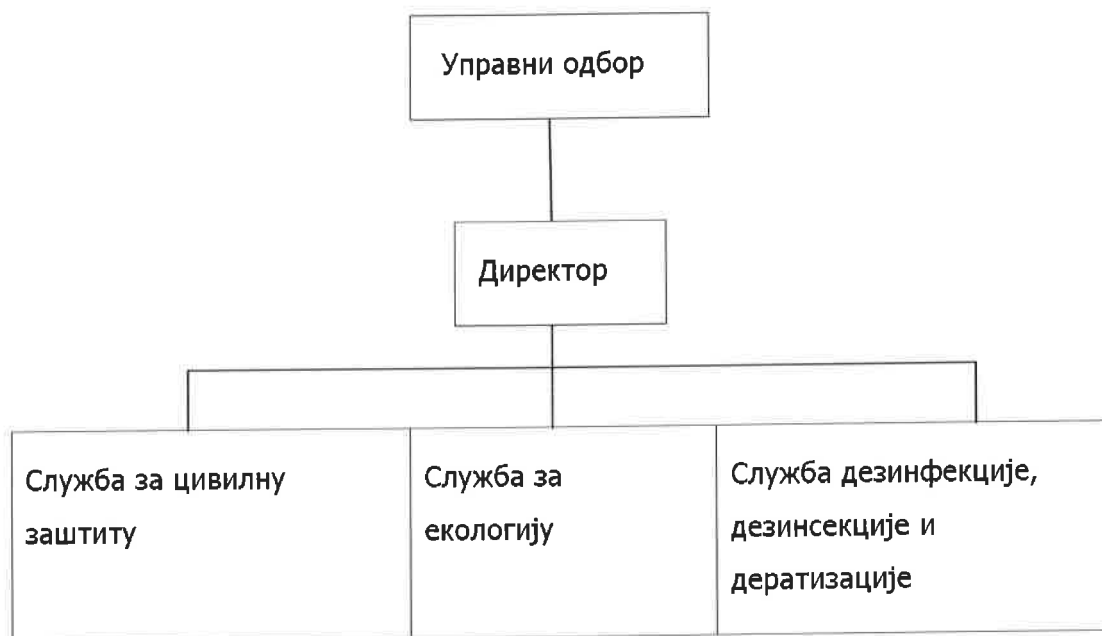 Управни одбор
Директор
Служба за цивилну
заштиту
Служба за
екологију
Служба дезинфекције,
дезинсекције и
дератизације